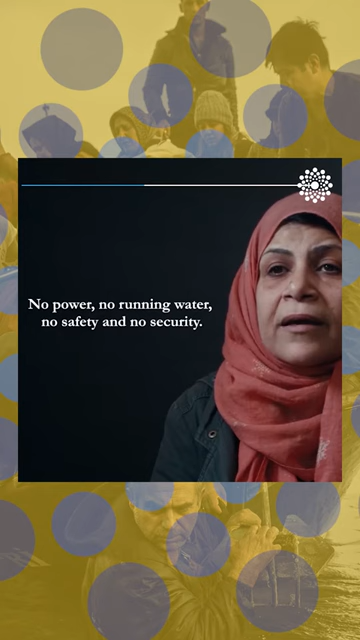 No power, no running water,
no safety and no security.